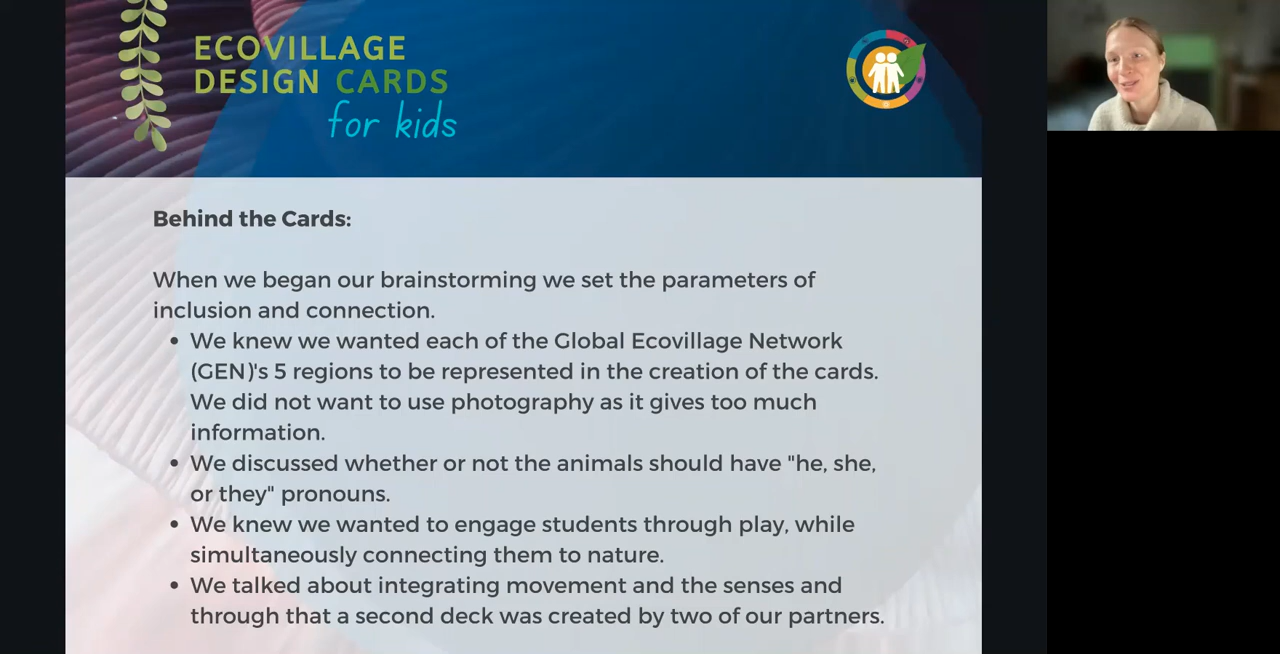 ECOVILLAGE
DESIGN CARDS
for kids
Behind the Cards:
When we began our brainstorming we set the parameters of
inclusion and connection.
• We knew we wanted each of the Global Ecovillage Network
(GEN)'s 5 regions to be represented in the creation of the cards.
We did not want to use photography as it gives too much
information.
• We discussed whether or not the animals should have "he, she,
or they" pronouns.
• We knew we wanted to engage students through play, while
simultaneously connecting them to nature.
• We talked about integrating movement and the senses and
through that a second deck was created by two of our partners.